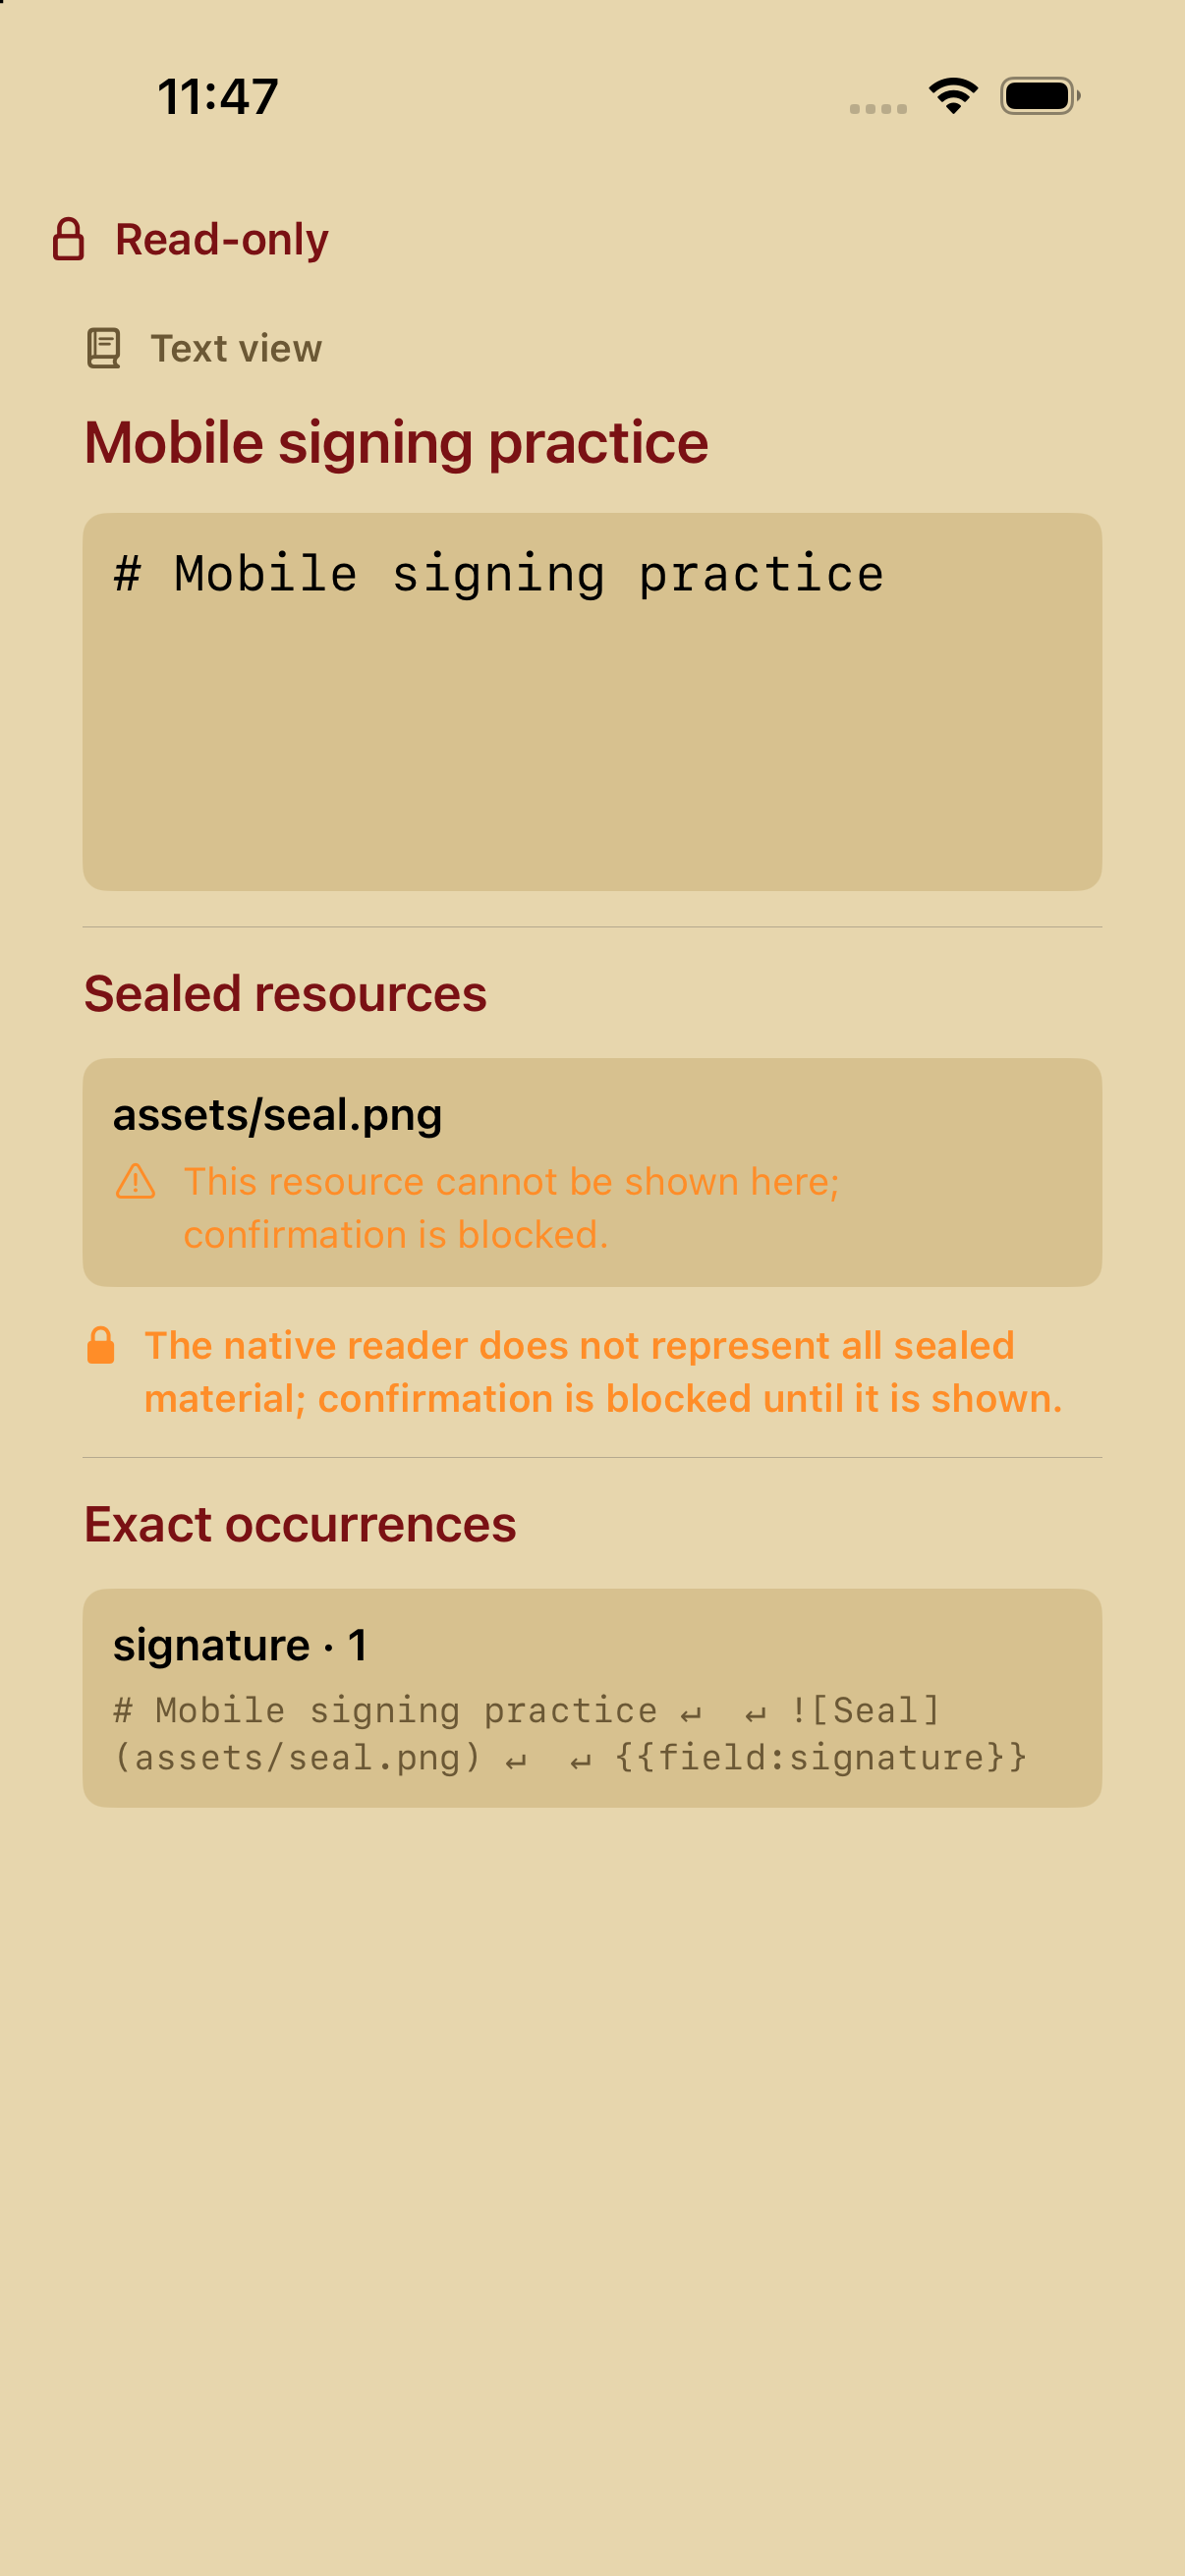 11:47
Read-only
Text view
Mobile signing practice
# Mobile signing practice
Sealed resources
assets/seal.png
This resource cannot be shown here;
confirmation is blocked.
The native reader does not represent all sealed
material; confirmation is blocked until it is shown.
Exact occurrences
signature · 1
# Mobile signing practice ↵  ↵ ![Seal]
(assets/seal.png) ↵  ↵ {{field:signature}}